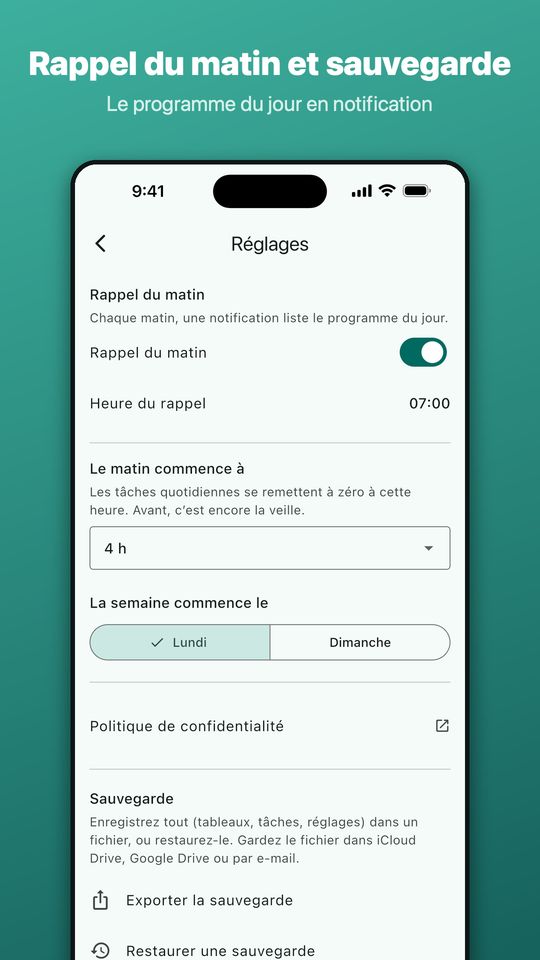 Rappel du matin et sauvegarde
Le programme du jour en notification
9:41
Réglages
Rappel du matin
Chaque matin, une notification liste le programme du jour.
Rappel du matin
Heure du rappel 07:00
Le matin commence à
Les tâches quotidiennes se remettent à zéro à cette
heure. Avant, c'est encore la veille.
4 h
La semaine commence le
Lundi Dimanche
Politique de confidentialité
Sauvegarde
Enregistrez tout (tableaux, tâches, réglages) dans un
fichier, ou restaurez-le. Gardez le fichier dans iCloud
Drive, Google Drive ou par e-mail.
Exporter la sauvegarde
Restaurer une sauvegarde